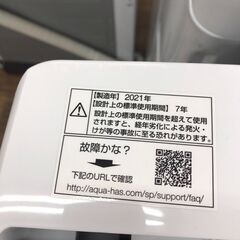 【製造年】2021年
【設計上の標準使用期間】7年
設計上の標準使用期間を超えて使用
されますと、経年劣化による発火・
けが等の事故に至る恐れがあります。
故障かな？
下記のURLで確認
http://aqua-has.com/sp/support/faq/